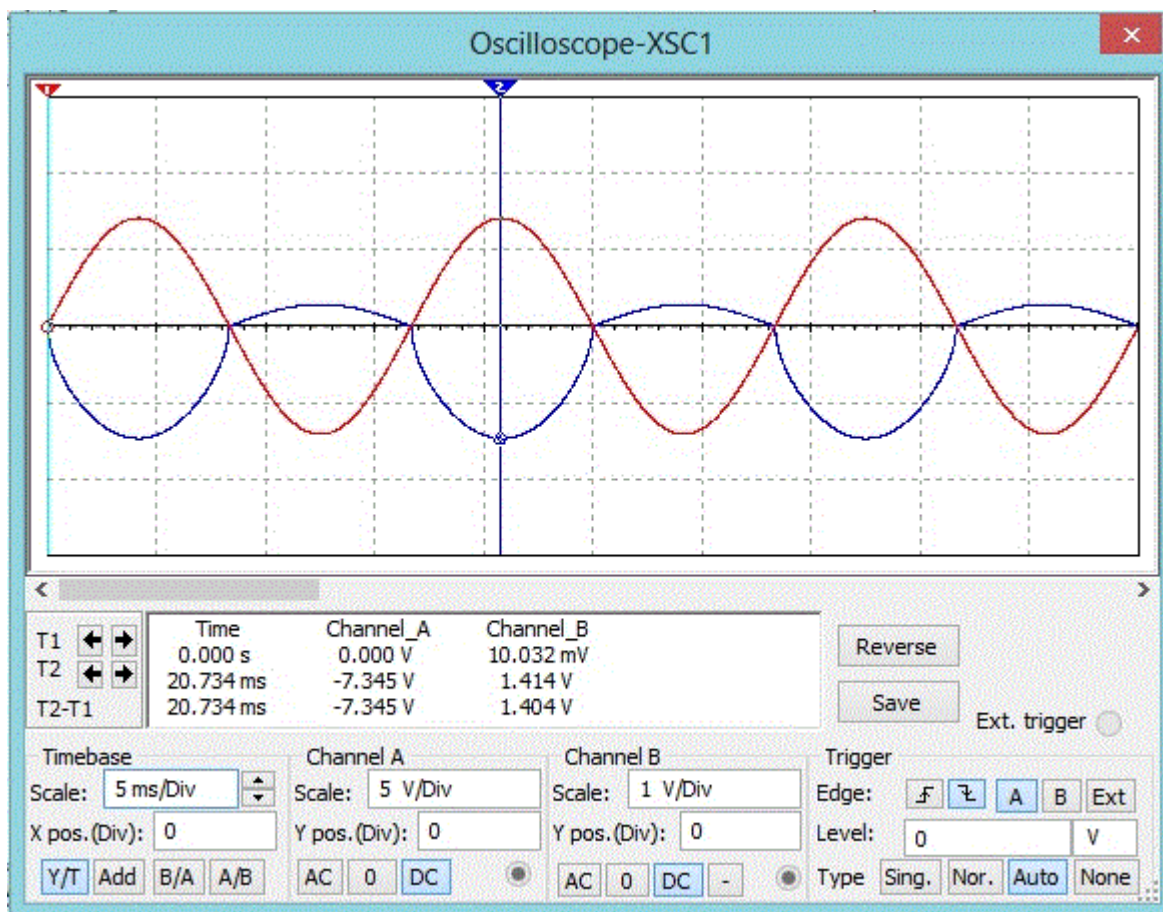 Oscilloscope-XSC1
×
1
2
Time Channel_A Channel_B
T1 0.000 s 0.000 V 10.032 mV
T2 20.734 ms -7.345 V 1.414 V
T2-T1 20.734 ms -7.345 V 1.404 V
Reverse
Save
Ext. trigger
Timebase
Scale: 5 ms/Div
X pos.(Div): 0
Y/T Add B/A A/B
Channel A
Scale: 5 V/Div
Y pos.(Div): 0
AC 0 DC
Channel B
Scale: 1 V/Div
Y pos.(Div): 0
AC 0 DC -
Trigger
Edge: A B Ext
Level: 0 V
Type Sing. Nor. Auto None